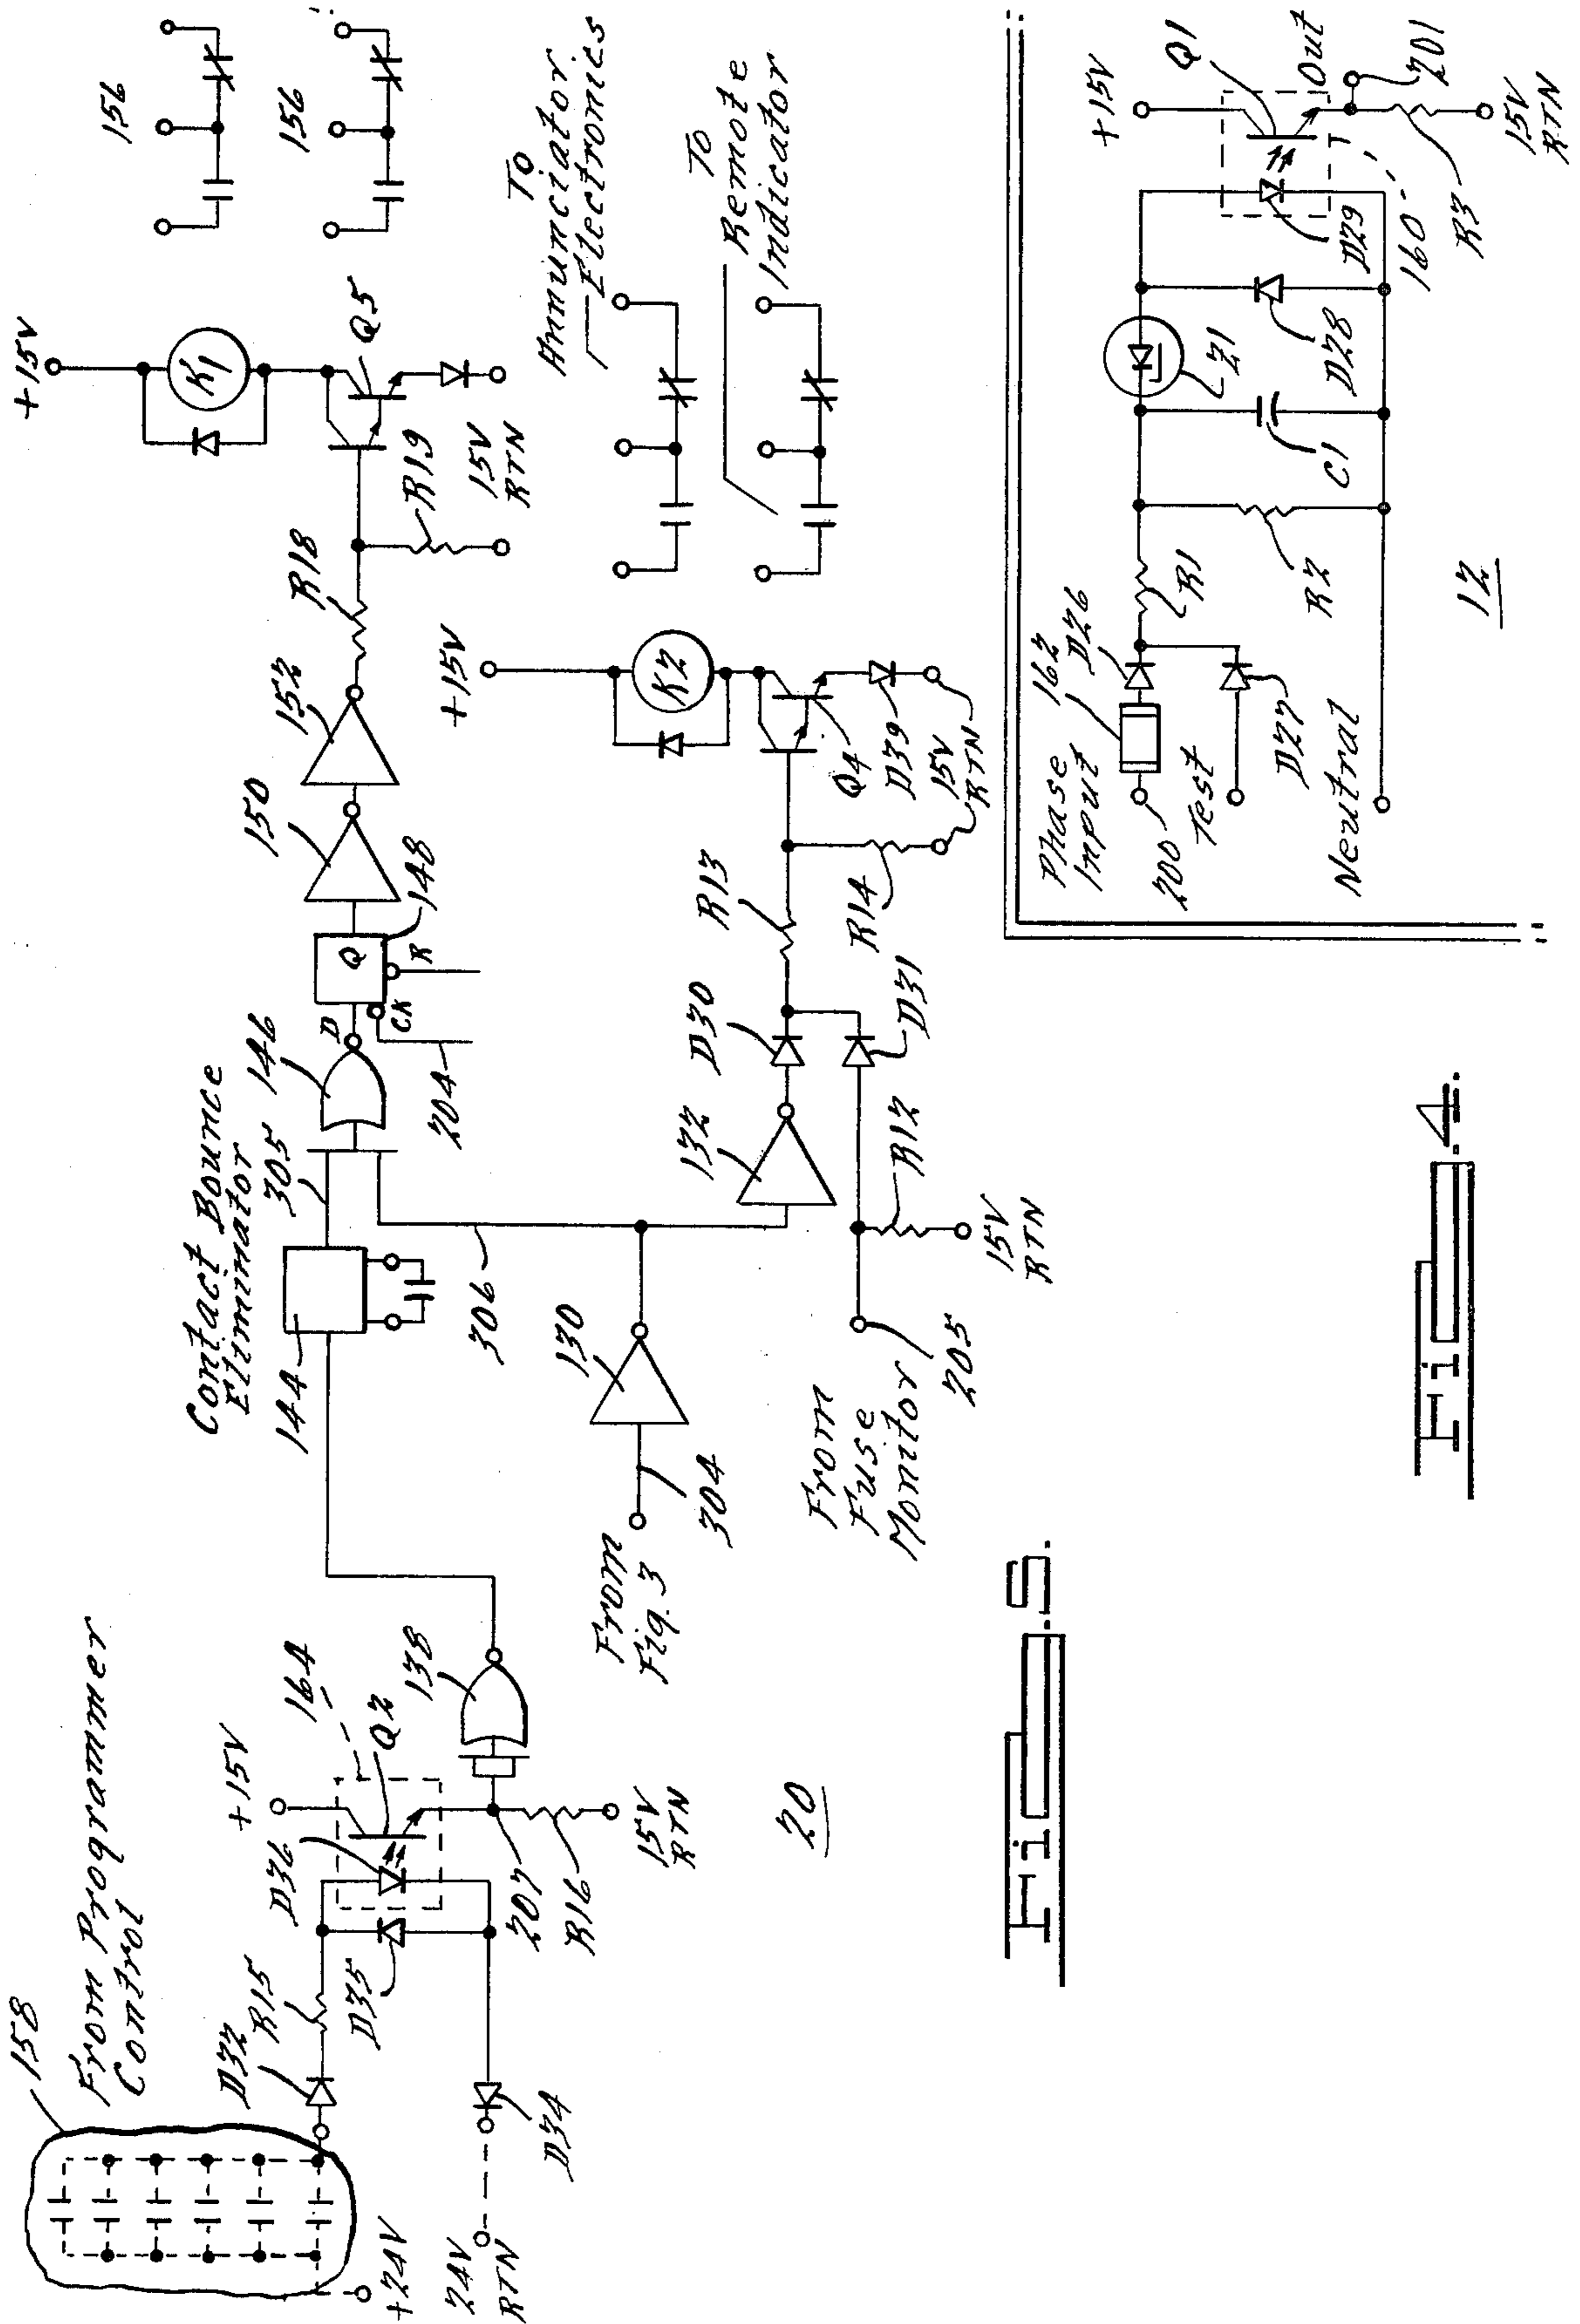 158
From Programmer
Control
+24V
24V
RTN
D32
R15
D34
D35
D36
+15V
164
Q2
207
R16
15V
RTN
138
20
Contact Bounce
Eliminator
144
305
146
D
Q
CK
R
204
148
150
152
R18
R19
15V
RTN
+15V
K1
Q5
156
156
From
Fig. 3
304
130
306
132
D30
D31
R13
R14
R12
15V
RTN
From
Fuse
Monitor
205
+15V
K2
Q4
D39
15V
RTN
To
Annunciator
Electronics
To
Remote
Indicator
Fig. 5.
Phase
Input
162
D26
200
Test
D27
Neutral
R1
R2
C1
Z1
D28
D29
160
+15V
Q1
Out
201
R3
15V
RTN
12
Fig. 4.